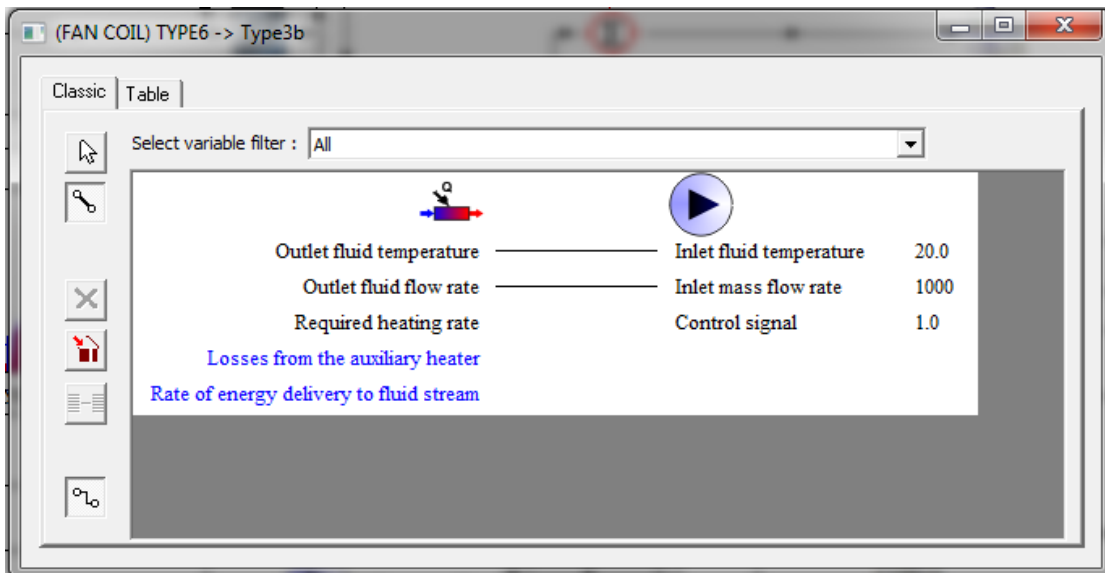 (FAN COIL) TYPE6 -> Type3b
Classic Table
Select variable filter : All
Q
Outlet fluid temperature Inlet fluid temperature 20.0
Outlet fluid flow rate Inlet mass flow rate 1000
Required heating rate Control signal 1.0
Losses from the auxiliary heater
Rate of energy delivery to fluid stream